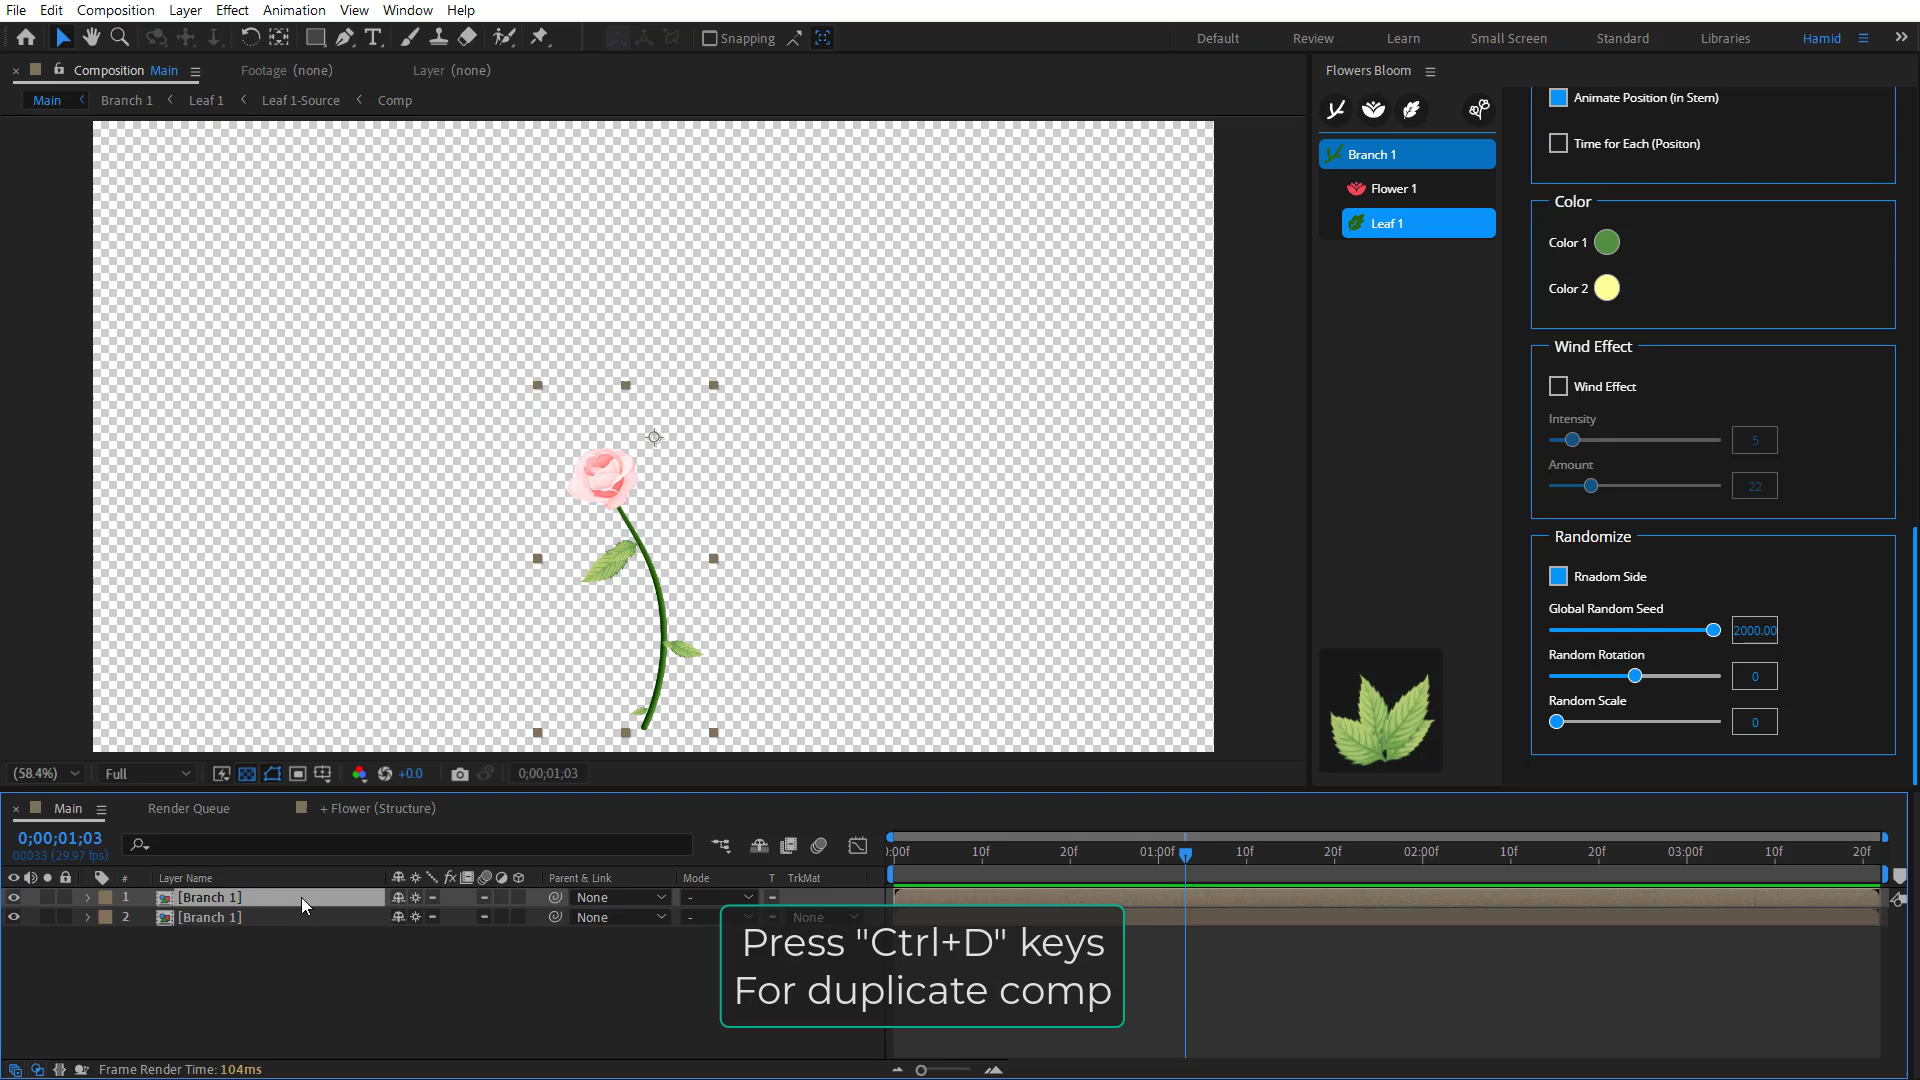 File Edit Composition Layer Effect Animation View Window Help
Snapping Default Review Learn Small Screen Standard Libraries Hamid
Composition Main Footage (none) Layer (none) Flowers Bloom
Main Branch 1 Leaf 1 Leaf 1-Source Comp
Branch 1
Flower 1
Leaf 1
Animate Position (in Stem)
Time for Each (Positon)
Color
Color 1
Color 2
Wind Effect
Wind Effect
Intensity
5
Amount
22
Randomize
Rnadom Side
Global Random Seed
2000.00
Random Rotation
0
Random Scale
0
(58.4%) Full +0.0 0;00;01;03
Main Render Queue + Flower (Structure)
0;00;01;03
00033 (29.97 fps)
:00f 10f 20f 01:00f 10f 20f 02:00f 10f 20f 03:00f 10f 20f
# Layer Name fx Parent & Link Mode T TrkMat
1 [Branch 1] None -
2 [Branch 1] None - None
Press "Ctrl+D" keys
For duplicate comp
Frame Render Time: 104ms